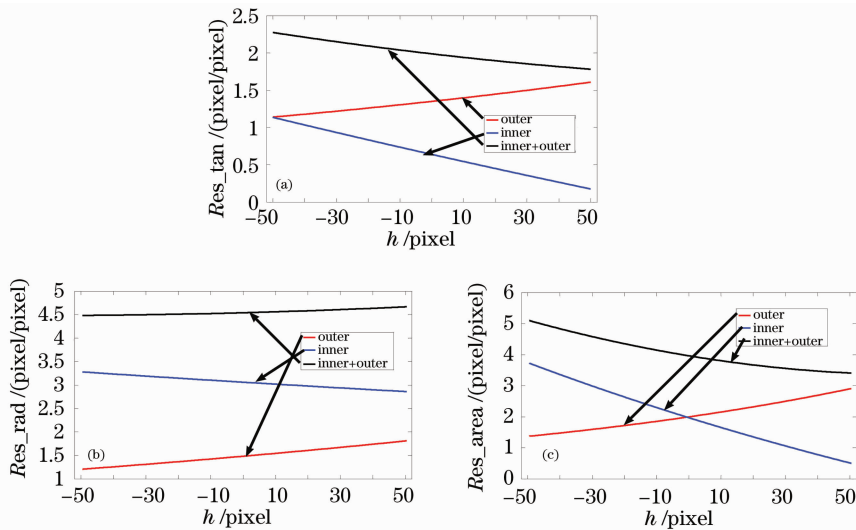 2.5
2
1.5
1
0.5
0
Res_tan /(pixel/pixel)
outer
inner
inner+outer
(a)
−50 −30 −10 10 30 50
h /pixel
5
4.5
4
3.5
3
2.5
2
1.5
1
Res_rad /(pixel/pixel)
outer
inner
inner+outer
(b)
−50 −30 −10 10 30 50
h /pixel
6
5
4
3
2
1
0
Res_area /(pixel/pixel)
outer
inner
inner+outer
(c)
−50 −30 −10 10 30 50
h /pixel